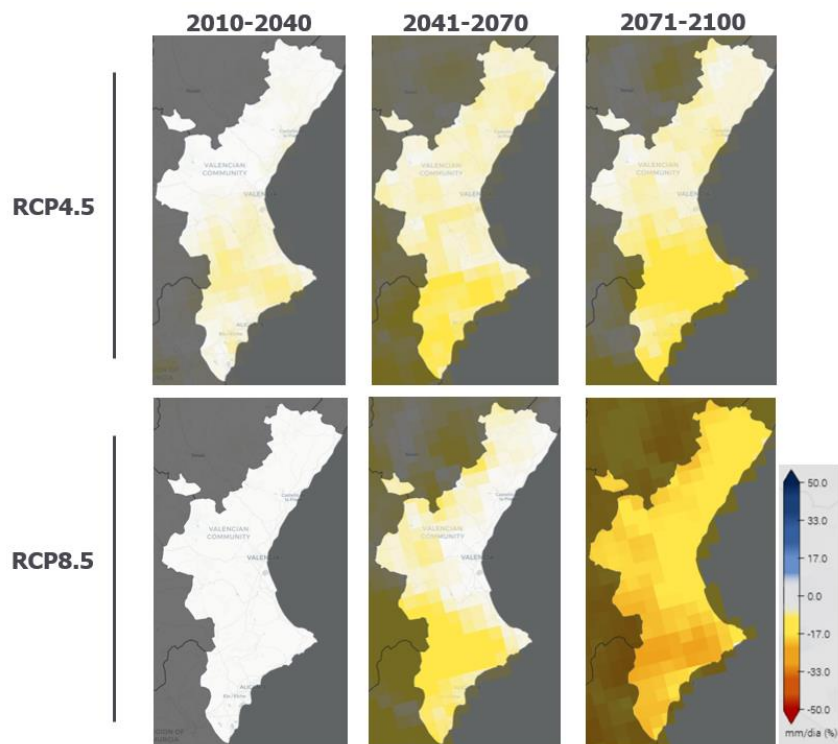 2010-2040
2041-2070
2071-2100
RCP4.5
VALENCIAN
COMMUNITY
VALENCIAN
COMMUNITY
VALENCIAN
COMMUNITY
RCP8.5
VALENCIAN
COMMUNITY
VALENCIAN
COMMUNITY
50.0
33.0
17.0
0.0
-17.0
-33.0
-50.0
mm/dia (%)